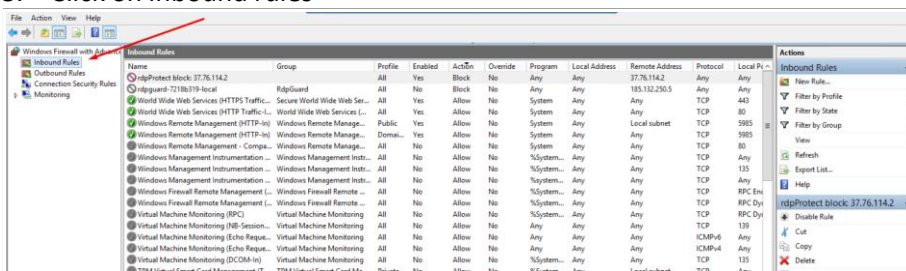 File Action View Help
Windows Firewall with Advance
Inbound Rules
Outbound Rules
Connection Security Rules
Monitoring
Inbound Rules
Name Group Profile Enabled Action Override Program Local Address Remote Address Protocol Local Po
rdpProtect block: 37.76.114.2 All Yes Block No Any Any 37.76.114.2 Any Any
rdpguard-7218b319-local RdpGuard All No Block No Any Any 185.132.250.5 Any Any
World Wide Web Services (HTTPS Traffic... Secure World Wide Web Ser... All Yes Allow No System Any Any TCP 443
World Wide Web Services (HTTP Traffic-I... World Wide Web Services (... All Yes Allow No System Any Any TCP 80
Windows Remote Management (HTTP-In) Windows Remote Manage... Public Yes Allow No System Any Local subnet TCP 5985
Windows Remote Management (HTTP-In) Windows Remote Manage... Domai... Yes Allow No System Any Any TCP 5985
Windows Remote Management - Compa... Windows Remote Manage... All No Allow No System Any Any TCP 80
Windows Management Instrumentation ... Windows Management Instr... All No Allow No %System... Any Any TCP Any
Windows Management Instrumentation ... Windows Management Instr... All No Allow No %System... Any Any TCP 135
Windows Management Instrumentation ... Windows Management Instr... All No Allow No %System... Any Any TCP Any
Windows Firewall Remote Management (... Windows Firewall Remote ... All No Allow No %System... Any Any TCP RPC End
Windows Firewall Remote Management (... Windows Firewall Remote ... All No Allow No %System... Any Any TCP RPC Dy
Virtual Machine Monitoring (RPC) Virtual Machine Monitoring All No Allow No %System... Any Any TCP RPC Dy
Virtual Machine Monitoring (NB-Session... Virtual Machine Monitoring All No Allow No Any Any Any TCP 139
Virtual Machine Monitoring (Echo Reque... Virtual Machine Monitoring All No Allow No Any Any Any ICMPv6 Any
Virtual Machine Monitoring (Echo Reque... Virtual Machine Monitoring All No Allow No Any Any Any ICMPv4 Any
Virtual Machine Monitoring (DCOM-In) Virtual Machine Monitoring All No Allow No %System... Any Any TCP 135
Actions
Inbound Rules
New Rule...
Filter by Profile
Filter by State
Filter by Group
View
Refresh
Export List...
Help
rdpProtect block: 37.76.114.2
Disable Rule
Cut
Copy
Delete